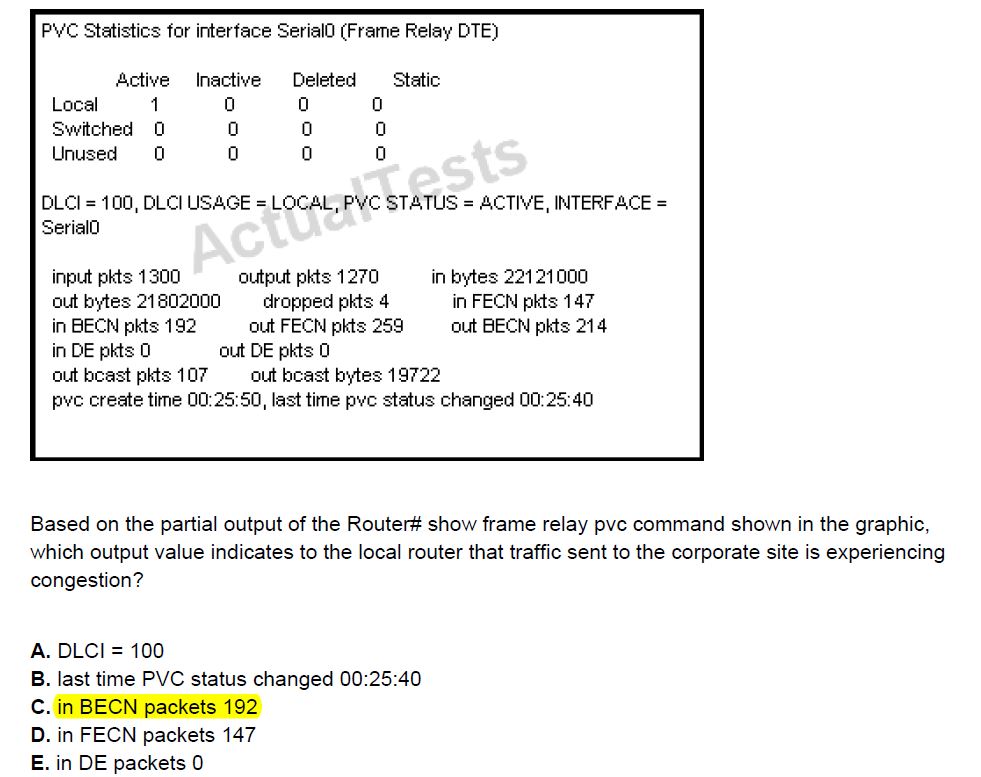 PVC Statistics for interface Serial0 (Frame Relay DTE)
Active Inactive Deleted Static
Local 1 0 0 0
Switched 0 0 0 0
Unused 0 0 0 0
ActualTests
DLCI = 100, DLCI USAGE = LOCAL, PVC STATUS = ACTIVE, INTERFACE =
Serial0
input pkts 1300 output pkts 1270 in bytes 22121000
out bytes 21802000 dropped pkts 4 in FECN pkts 147
in BECN pkts 192 out FECN pkts 259 out BECN pkts 214
in DE pkts 0 out DE pkts 0
out bcast pkts 107 out bcast bytes 19722
pvc create time 00:25:50, last time pvc status changed 00:25:40
Based on the partial output of the Router# show frame relay pvc command shown in the graphic,
which output value indicates to the local router that traffic sent to the corporate site is experiencing
congestion?
A. DLCI = 100
B. last time PVC status changed 00:25:40
C. in BECN packets 192
D. in FECN packets 147
E. in DE packets 0